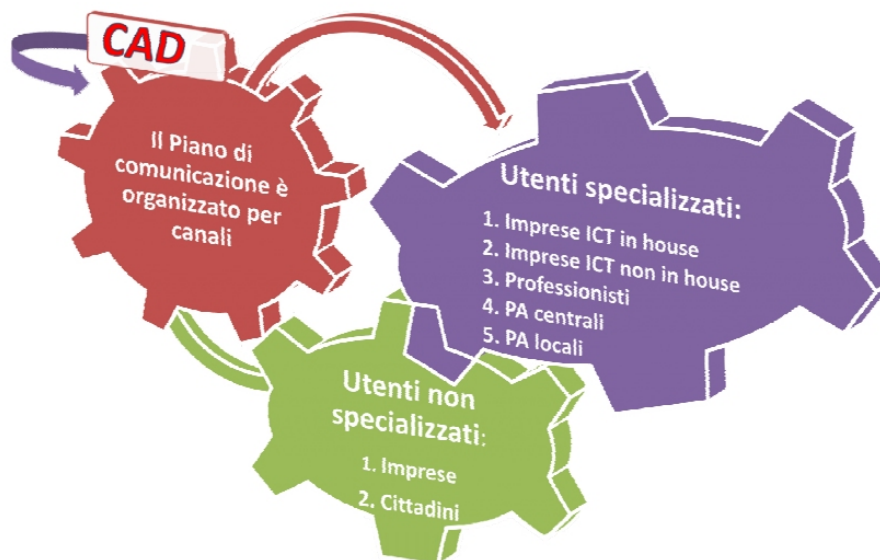 CAD
Il Piano di
comunicazione è
organizzato per
canali
Utenti specializzati:
1. Imprese ICT in house
2. Imprese ICT non in house
3. Professionisti
4. PA centrali
5. PA locali
Utenti non
specializzati:
1. Imprese
2. Cittadini